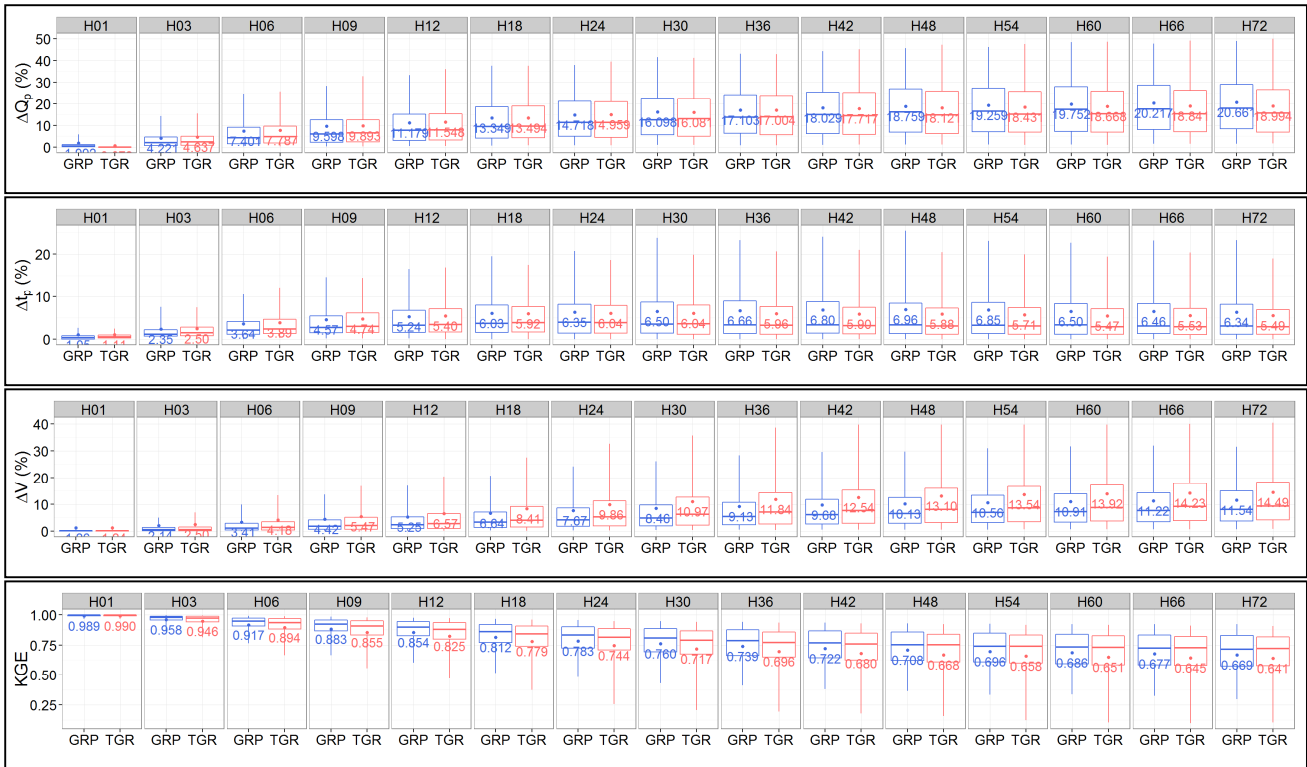 H01 H03 H06 H09 H12 H18 H24 H30 H36 H42 H48 H54 H60 H66 H72
ΔQp (%)
50
40
30
20
10
0
4.221 4.637 7.401 7.787 9.598 9.893 11.179 11.548 13.349 13.494 14.718 14.959 16.098 16.081 17.103 17.004 18.029 17.717 18.759 18.121 19.259 18.43 19.752 18.668 20.217 18.841 20.667 18.994
GRP TGR GRP TGR GRP TGR GRP TGR GRP TGR GRP TGR GRP TGR GRP TGR GRP TGR GRP TGR GRP TGR GRP TGR GRP TGR GRP TGR GRP TGR
H01 H03 H06 H09 H12 H18 H24 H30 H36 H42 H48 H54 H60 H66 H72
Δtp (%)
20
10
0
1.05 1.11 2.35 2.50 3.64 3.89 4.57 4.74 5.24 5.40 6.03 5.92 6.35 6.04 6.50 6.04 6.66 5.96 6.80 5.90 6.96 5.88 6.85 5.71 6.50 5.47 6.46 5.53 6.34 5.49
GRP TGR GRP TGR GRP TGR GRP TGR GRP TGR GRP TGR GRP TGR GRP TGR GRP TGR GRP TGR GRP TGR GRP TGR GRP TGR GRP TGR GRP TGR
H01 H03 H06 H09 H12 H18 H24 H30 H36 H42 H48 H54 H60 H66 H72
ΔV (%)
40
30
20
10
0
2.14 2.50 3.41 4.18 4.42 5.47 5.25 6.57 6.64 8.41 7.67 9.86 8.46 10.97 9.13 11.84 9.68 12.54 10.13 13.10 10.56 13.54 10.91 13.92 11.22 14.23 11.54 14.49
GRP TGR GRP TGR GRP TGR GRP TGR GRP TGR GRP TGR GRP TGR GRP TGR GRP TGR GRP TGR GRP TGR GRP TGR GRP TGR GRP TGR GRP TGR
H01 H03 H06 H09 H12 H18 H24 H30 H36 H42 H48 H54 H60 H66 H72
KGE
1.00
0.75
0.50
0.25
0.989 0.990 0.958 0.946 0.917 0.894 0.883 0.855 0.854 0.825 0.812 0.779 0.783 0.744 0.760 0.717 0.739 0.696 0.722 0.680 0.708 0.668 0.696 0.658 0.686 0.651 0.677 0.645 0.669 0.641
GRP TGR GRP TGR GRP TGR GRP TGR GRP TGR GRP TGR GRP TGR GRP TGR GRP TGR GRP TGR GRP TGR GRP TGR GRP TGR GRP TGR GRP TGR